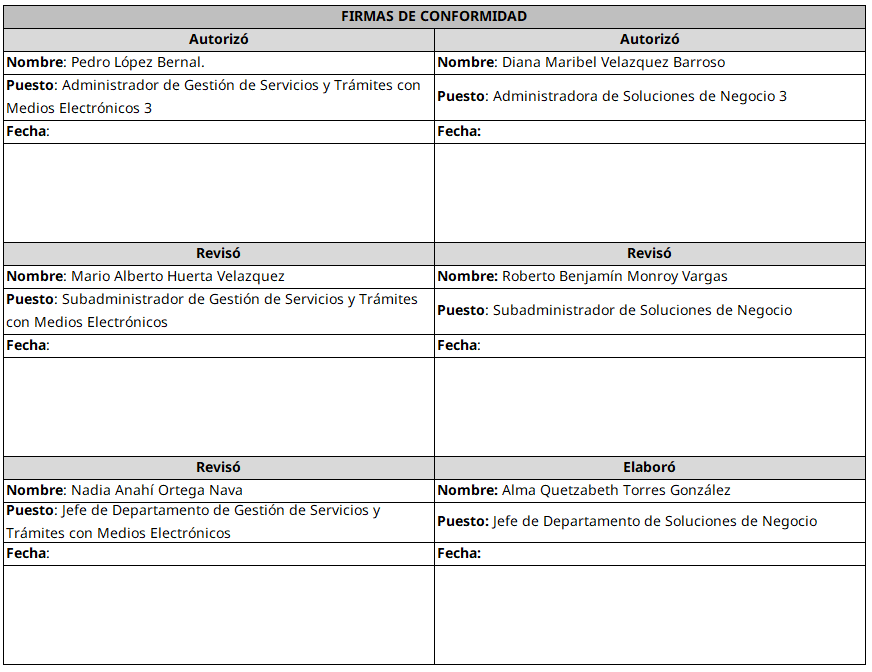 FIRMAS DE CONFORMIDAD
Autorizó
Autorizó
Nombre: Pedro López Bernal.
Nombre: Diana Maribel Velazquez Barroso
Puesto: Administrador de Gestión de Servicios y Trámites con
Medios Electrónicos 3
Puesto: Administradora de Soluciones de Negocio 3
Fecha:
Fecha:
Revisó
Revisó
Nombre: Mario Alberto Huerta Velazquez
Nombre: Roberto Benjamín Monroy Vargas
Puesto: Subadministrador de Gestión de Servicios y Trámites
con Medios Electrónicos
Puesto: Subadministrador de Soluciones de Negocio
Fecha:
Fecha:
Revisó
Elaboró
Nombre: Nadia Anahí Ortega Nava
Nombre: Alma Quetzabeth Torres González
Puesto: Jefe de Departamento de Gestión de Servicios y
Trámites con Medios Electrónicos
Puesto: Jefe de Departamento de Soluciones de Negocio
Fecha:
Fecha: